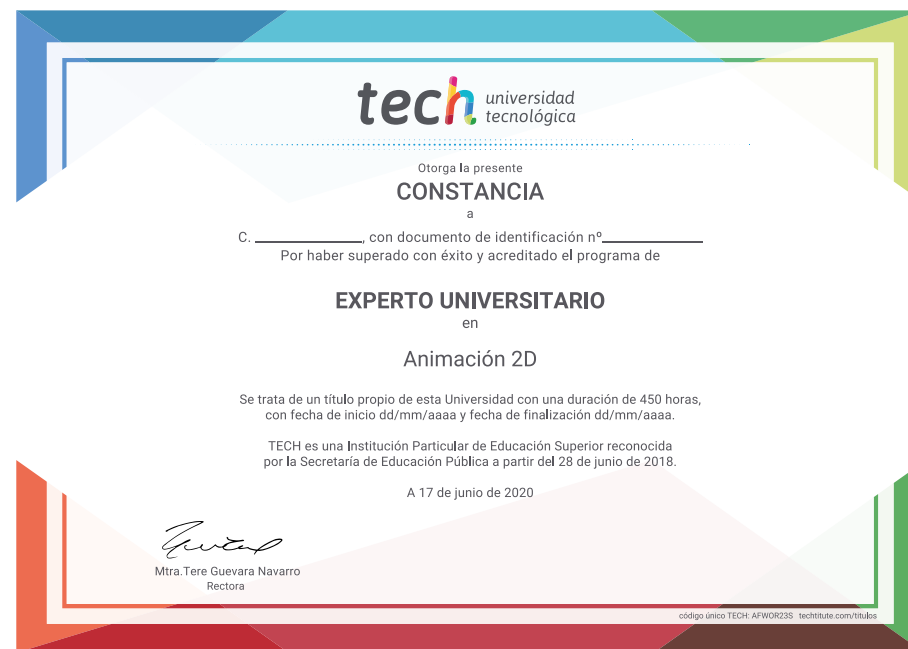 tech universidad
tecnológica
Otorga la presente
CONSTANCIA
a
C. ______________, con documento de identificación nº______________
Por haber superado con éxito y acreditado el programa de
EXPERTO UNIVERSITARIO
en
Animación 2D
Se trata de un título propio de esta Universidad con una duración de 450 horas,
con fecha de inicio dd/mm/aaaa y fecha de finalización dd/mm/aaaa.
TECH es una Institución Particular de Educación Superior reconocida
por la Secretaría de Educación Pública a partir del 28 de junio de 2018.
A 17 de junio de 2020
Mtra.Tere Guevara Navarro
Rectora
código único TECH: AFWOR23S techtitute.com/titulos